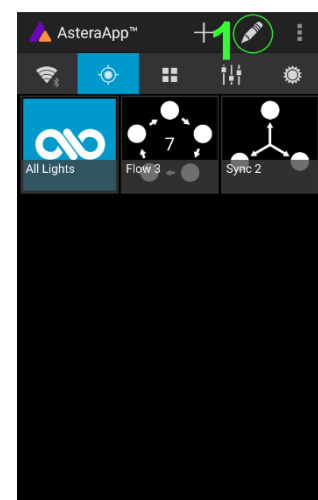 AsteraApp™
1
7
All Lights
Flow 3
Sync 2